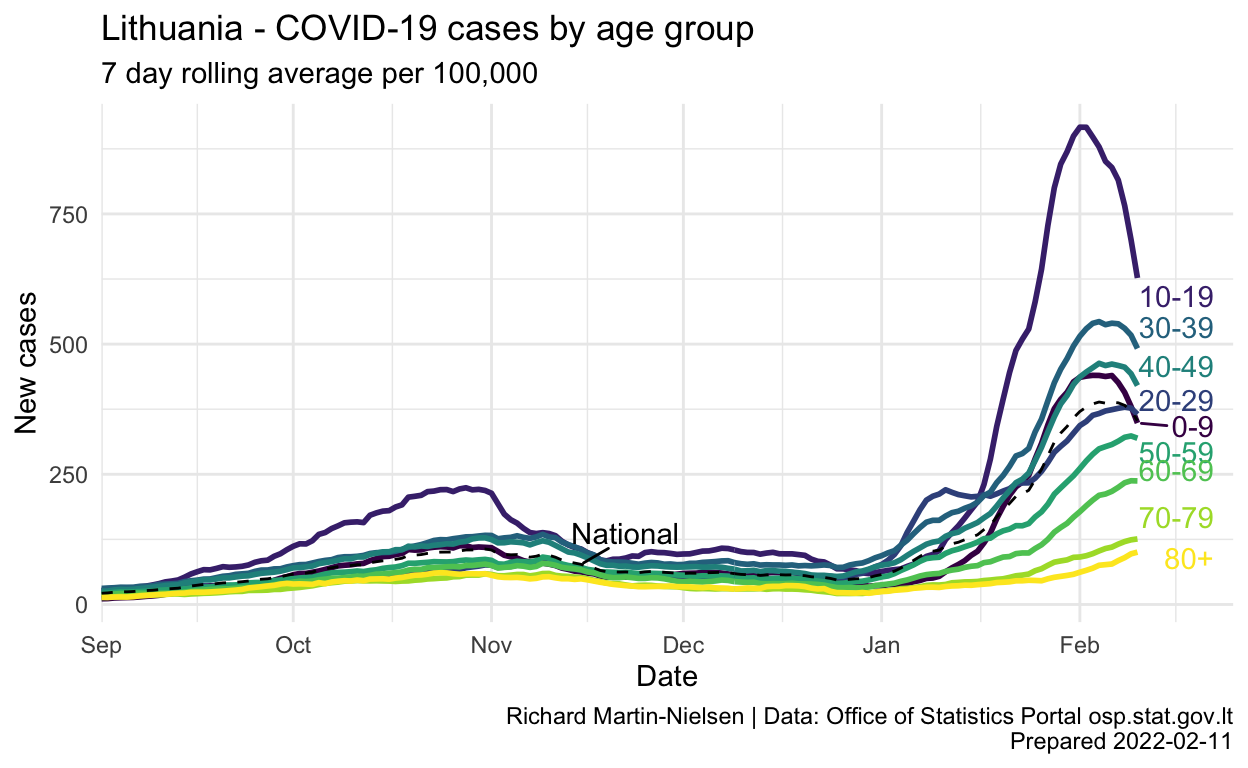 Lithuania - COVID-19 cases by age group
7 day rolling average per 100,000
New cases
750
500
250
0
10-19
30-39
40-49
20-29
0-9
50-59
60-69
70-79
80+
National
Sep Oct Nov Dec Jan Feb
Date
Richard Martin-Nielsen | Data: Office of Statistics Portal osp.stat.gov.lt
Prepared 2022-02-11